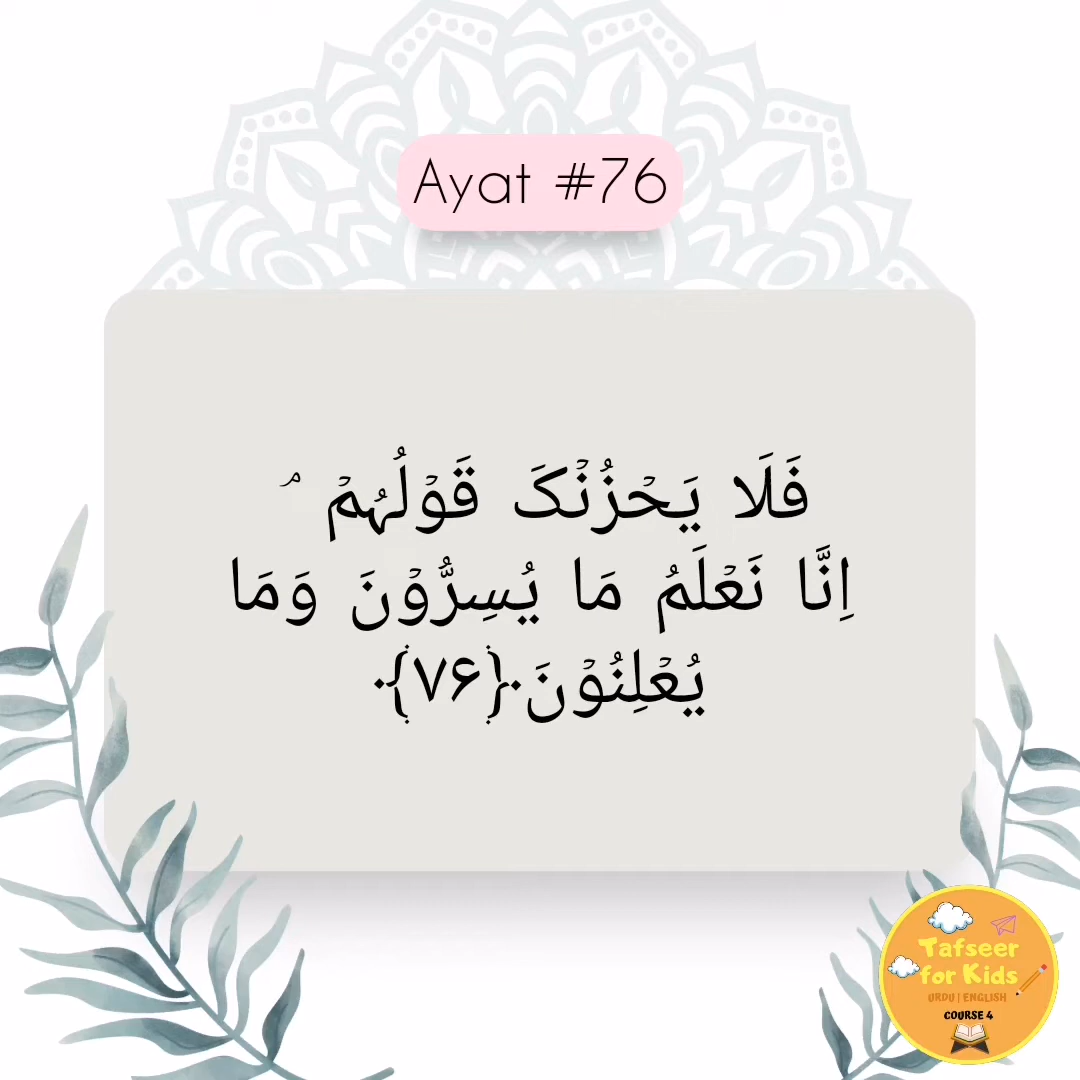 Ayat #76
فَلَا یَحۡزُنۡکَ قَوۡلُہُمۡ ۘ
اِنَّا نَعۡلَمُ مَا یُسِرُّوۡنَ وَمَا
یُعۡلِنُوۡنَ﴿۷۶﴾
Tafseer
for Kids
URDU | ENGLISH
COURSE 4